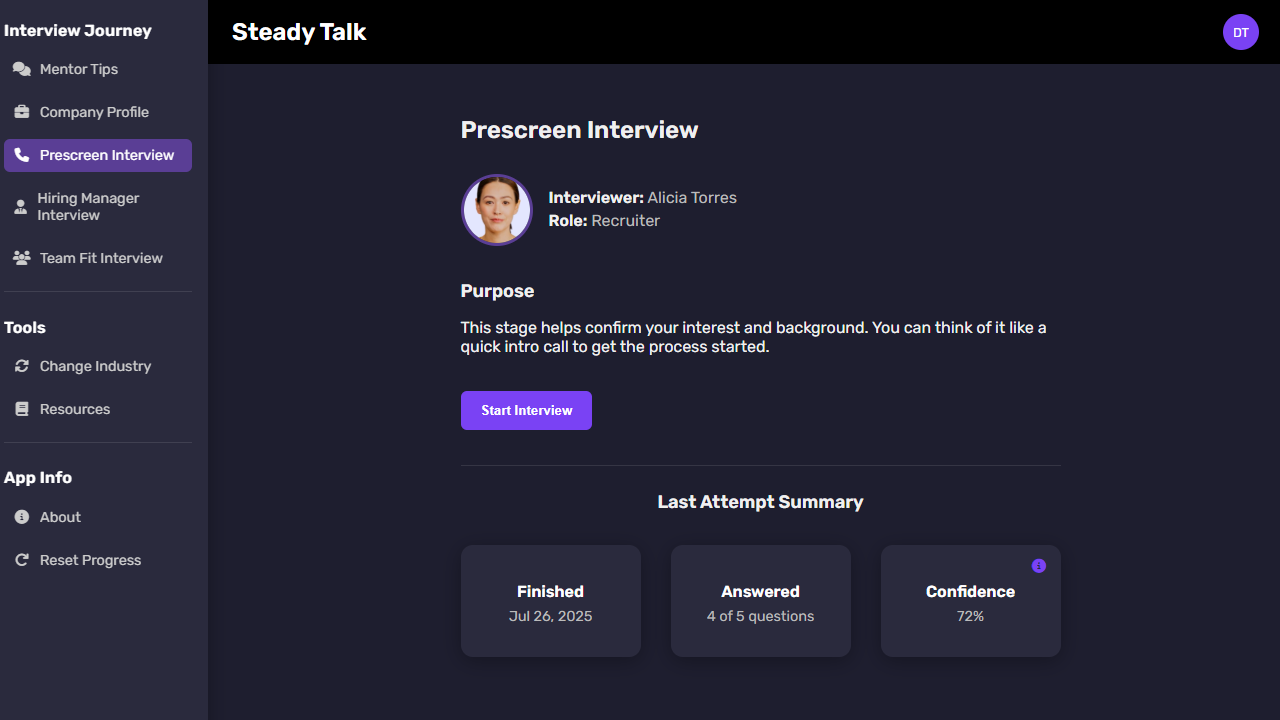 Interview Journey
Mentor Tips
Company Profile
Prescreen Interview
Hiring Manager
Interview
Team Fit Interview
Tools
Change Industry
Resources
App Info
About
Reset Progress
Steady Talk
DT
Prescreen Interview
Interviewer: Alicia Torres
Role: Recruiter
Purpose
This stage helps confirm your interest and background. You can think of it like a
quick intro call to get the process started.
Start Interview
Last Attempt Summary
Finished
Jul 26, 2025
Answered
4 of 5 questions
Confidence
72%